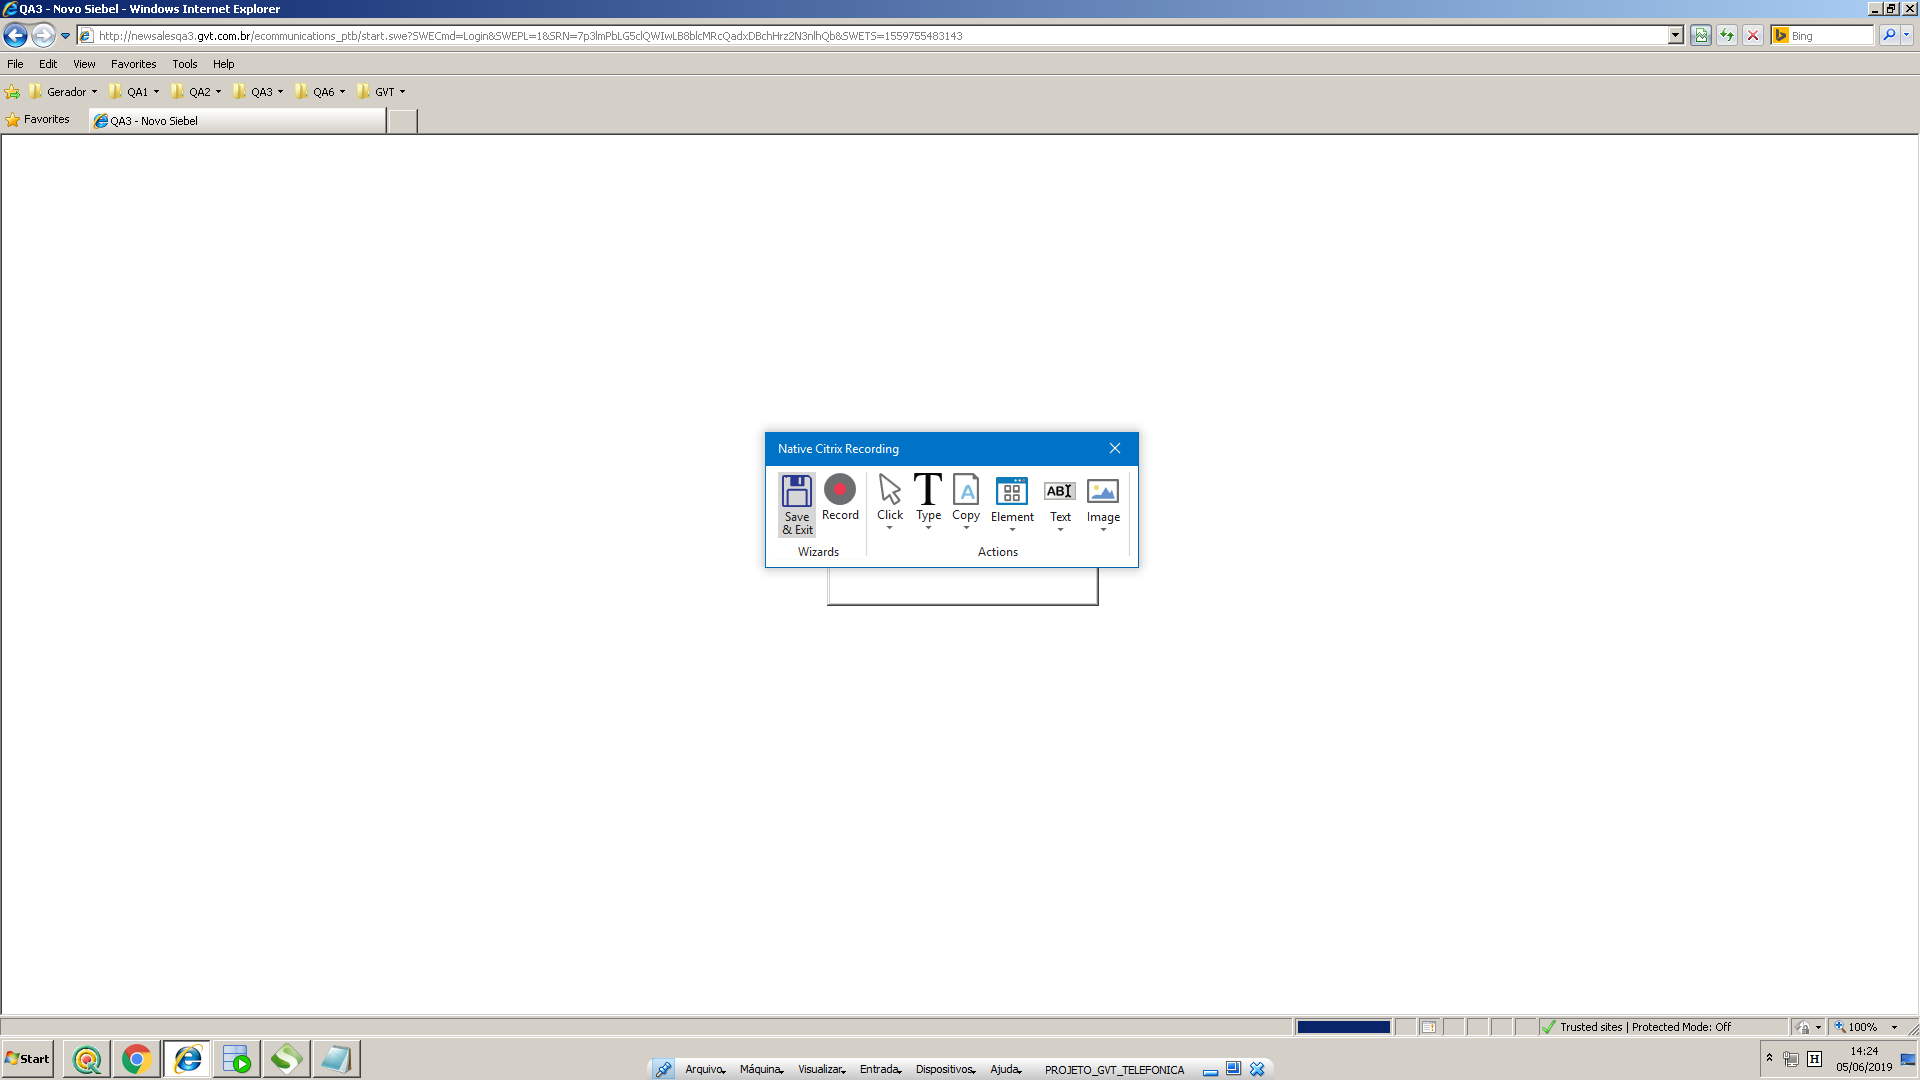 QA3 - Novo Siebel - Windows Internet Explorer
http://newsalesqa3.gvt.com.br/ecommunications_ptb/start.swe?SWECmd=Login&SWEPL=1&SRN=7p3lmPbLG5clQWIwLB8blcMRcQadxDBchHrz2N3nlhQb&SWETS=1559755483143
Bing
File Edit View Favorites Tools Help
Gerador QA1 QA2 QA3 QA6 GVT
Favorites QA3 - Novo Siebel
Native Citrix Recording
Save & Exit Record Click Type Copy Element Text Image
Wizards Actions
Trusted sites | Protected Mode: Off 100%
Start
Arquivo Máquina Visualizar Entrada Dispositivos Ajuda PROJETO_GVT_TELEFONICA
H
14:24
05/06/2019